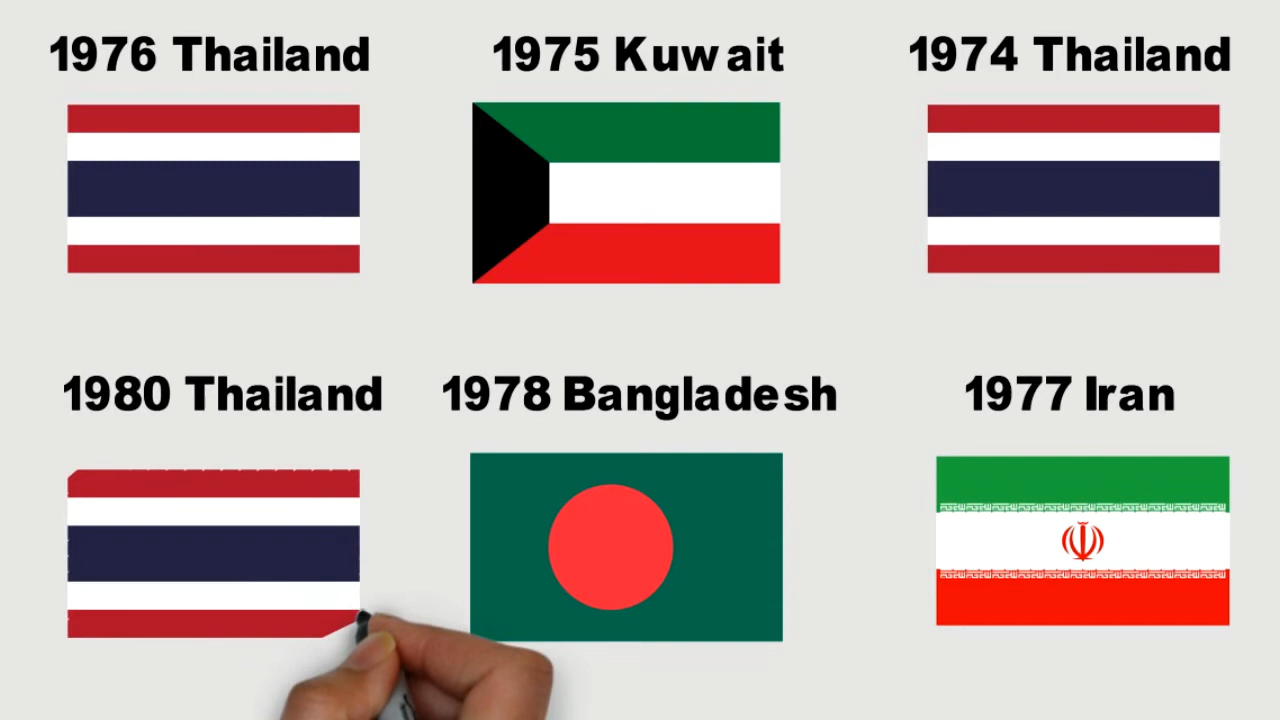 1976 Thailand
1975 Kuwait
1974 Thailand
1980 Thailand
1978 Bangladesh
1977 Iran